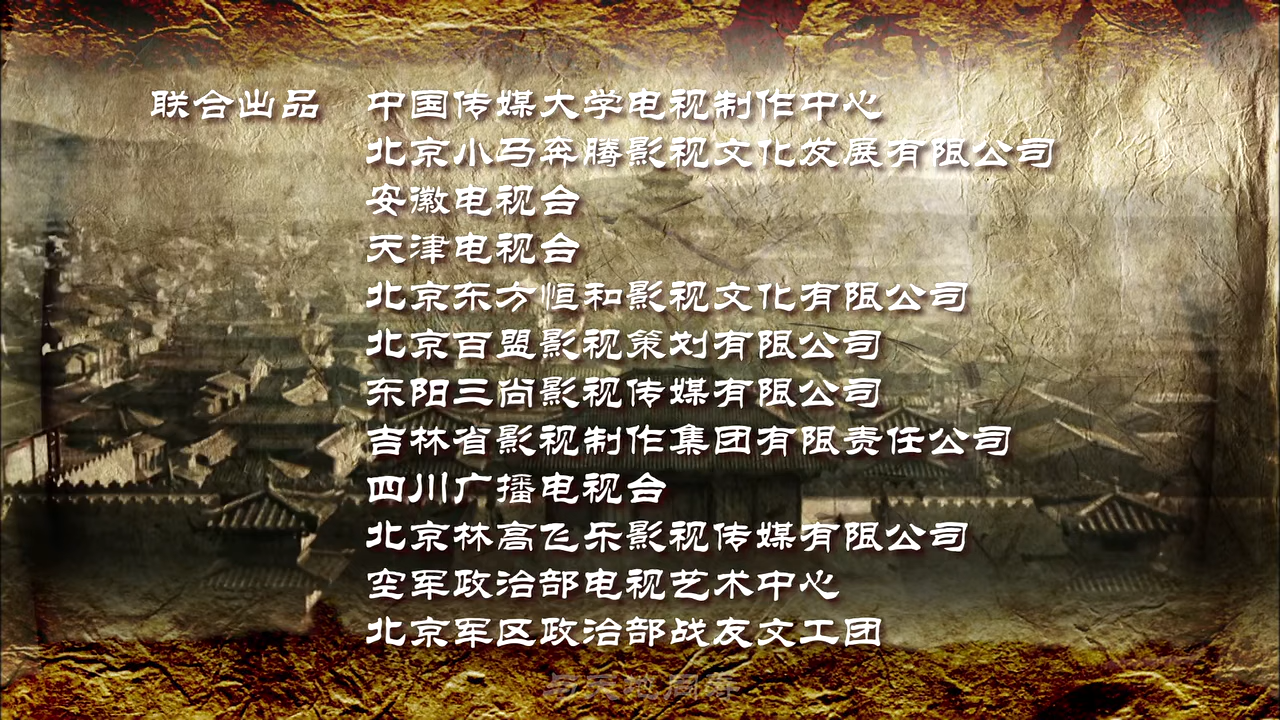 联合出品 中国传媒大学电视制作中心
北京小马奔腾影视文化发展有限公司
安徽电视台
天津电视台
北京东方恒和影视文化有限公司
北京百盟影视策划有限公司
东阳三尚影视传媒有限公司
吉林省影视制作集团有限责任公司
四川广播电视台
北京林高飞乐影视传媒有限公司
空军政治部电视艺术中心
北京军区政治部战友文工团
与天地同寿